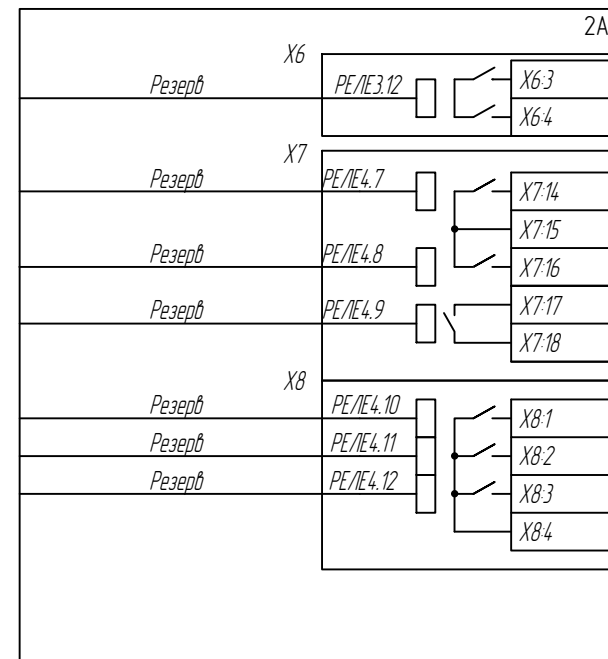 2А
X6
Резерв РЕЛЕ3.12 X6:3
X6:4
X7
Резерв РЕЛЕ4.7 X7:14
X7:15
Резерв РЕЛЕ4.8 X7:16
Резерв РЕЛЕ4.9 X7:17
X7:18
X8
Резерв РЕЛЕ4.10 X8:1
Резерв РЕЛЕ4.11 X8:2
Резерв РЕЛЕ4.12 X8:3
X8:4